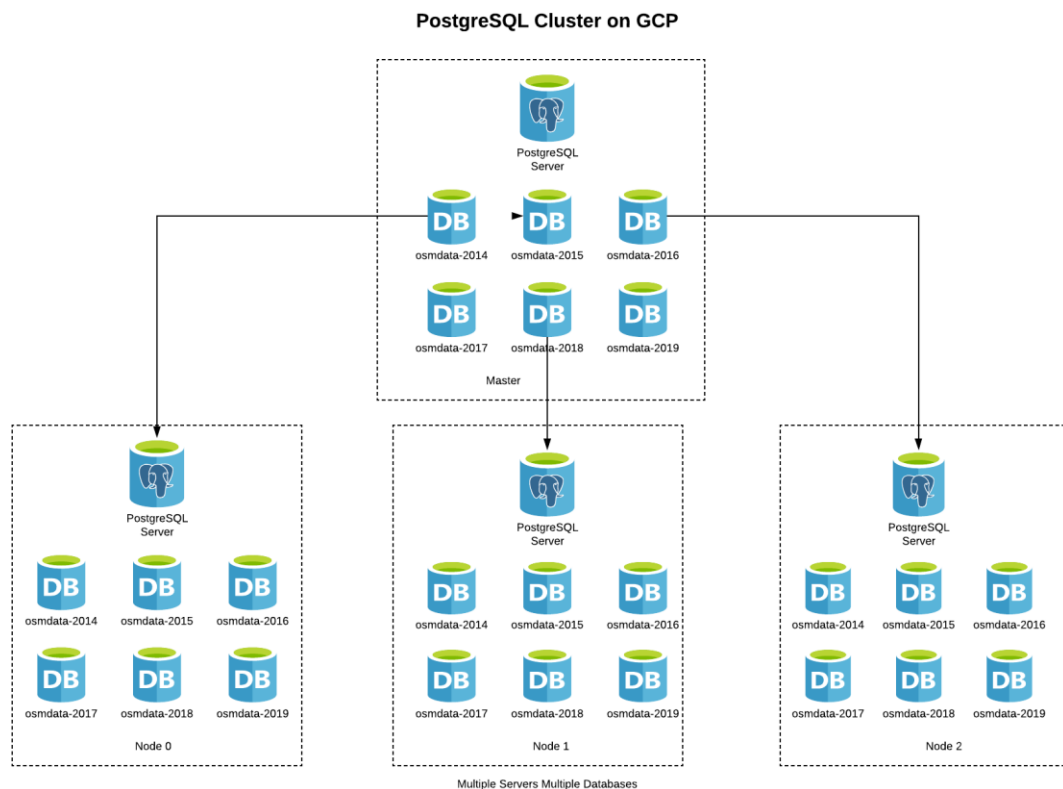 PostgreSQL Cluster on GCP
PostgreSQL
Server
DB DB DB
osmdata-2014 osmdata-2015 osmdata-2016
DB DB DB
osmdata-2017 osmdata-2018 osmdata-2019
Master
PostgreSQL
Server
DB DB DB
osmdata-2014 osmdata-2015 osmdata-2016
DB DB DB
osmdata-2017 osmdata-2018 osmdata-2019
Node 0
PostgreSQL
Server
DB DB DB
osmdata-2014 osmdata-2015 osmdata-2016
DB DB DB
osmdata-2017 osmdata-2018 osmdata-2019
Node 1
PostgreSQL
Server
DB DB DB
osmdata-2014 osmdata-2015 osmdata-2016
DB DB DB
osmdata-2017 osmdata-2018 osmdata-2019
Node 2
Multiple Servers Multiple Databases